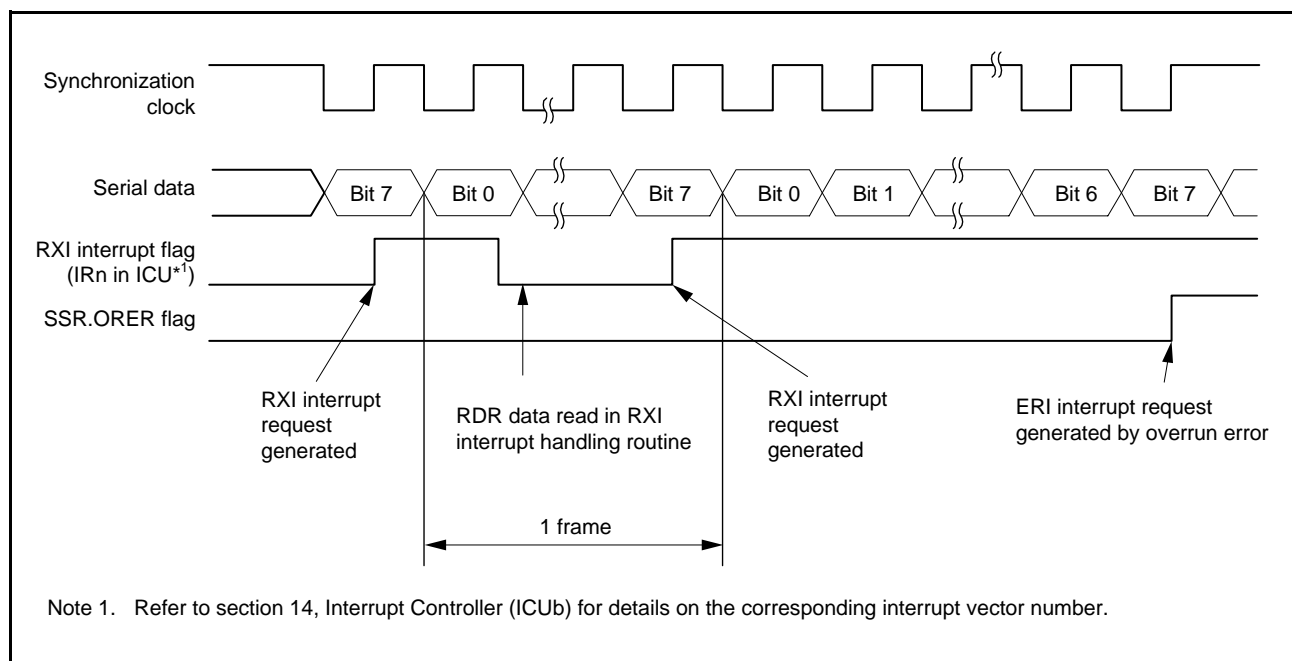 Synchronization
clock
Serial data
Bit 7
Bit 0
Bit 7
Bit 0
Bit 1
Bit 6
Bit 7
RXI interrupt flag
(IRn in ICU*1)
SSR.ORER flag
RXI interrupt
request
generated
RDR data read in RXI
interrupt handling routine
RXI interrupt
request
generated
ERI interrupt request
generated by overrun error
1 frame
Note 1. Refer to section 14, Interrupt Controller (ICUb) for details on the corresponding interrupt vector number.